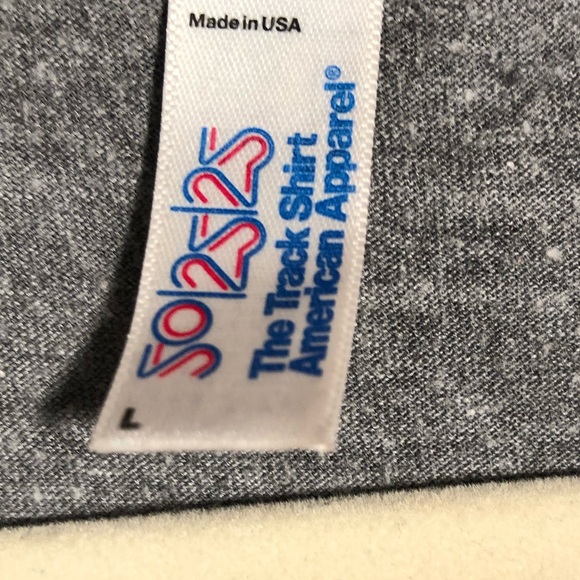 Made in USA
50/25/25
The Track Shirt
American Apparel®
L